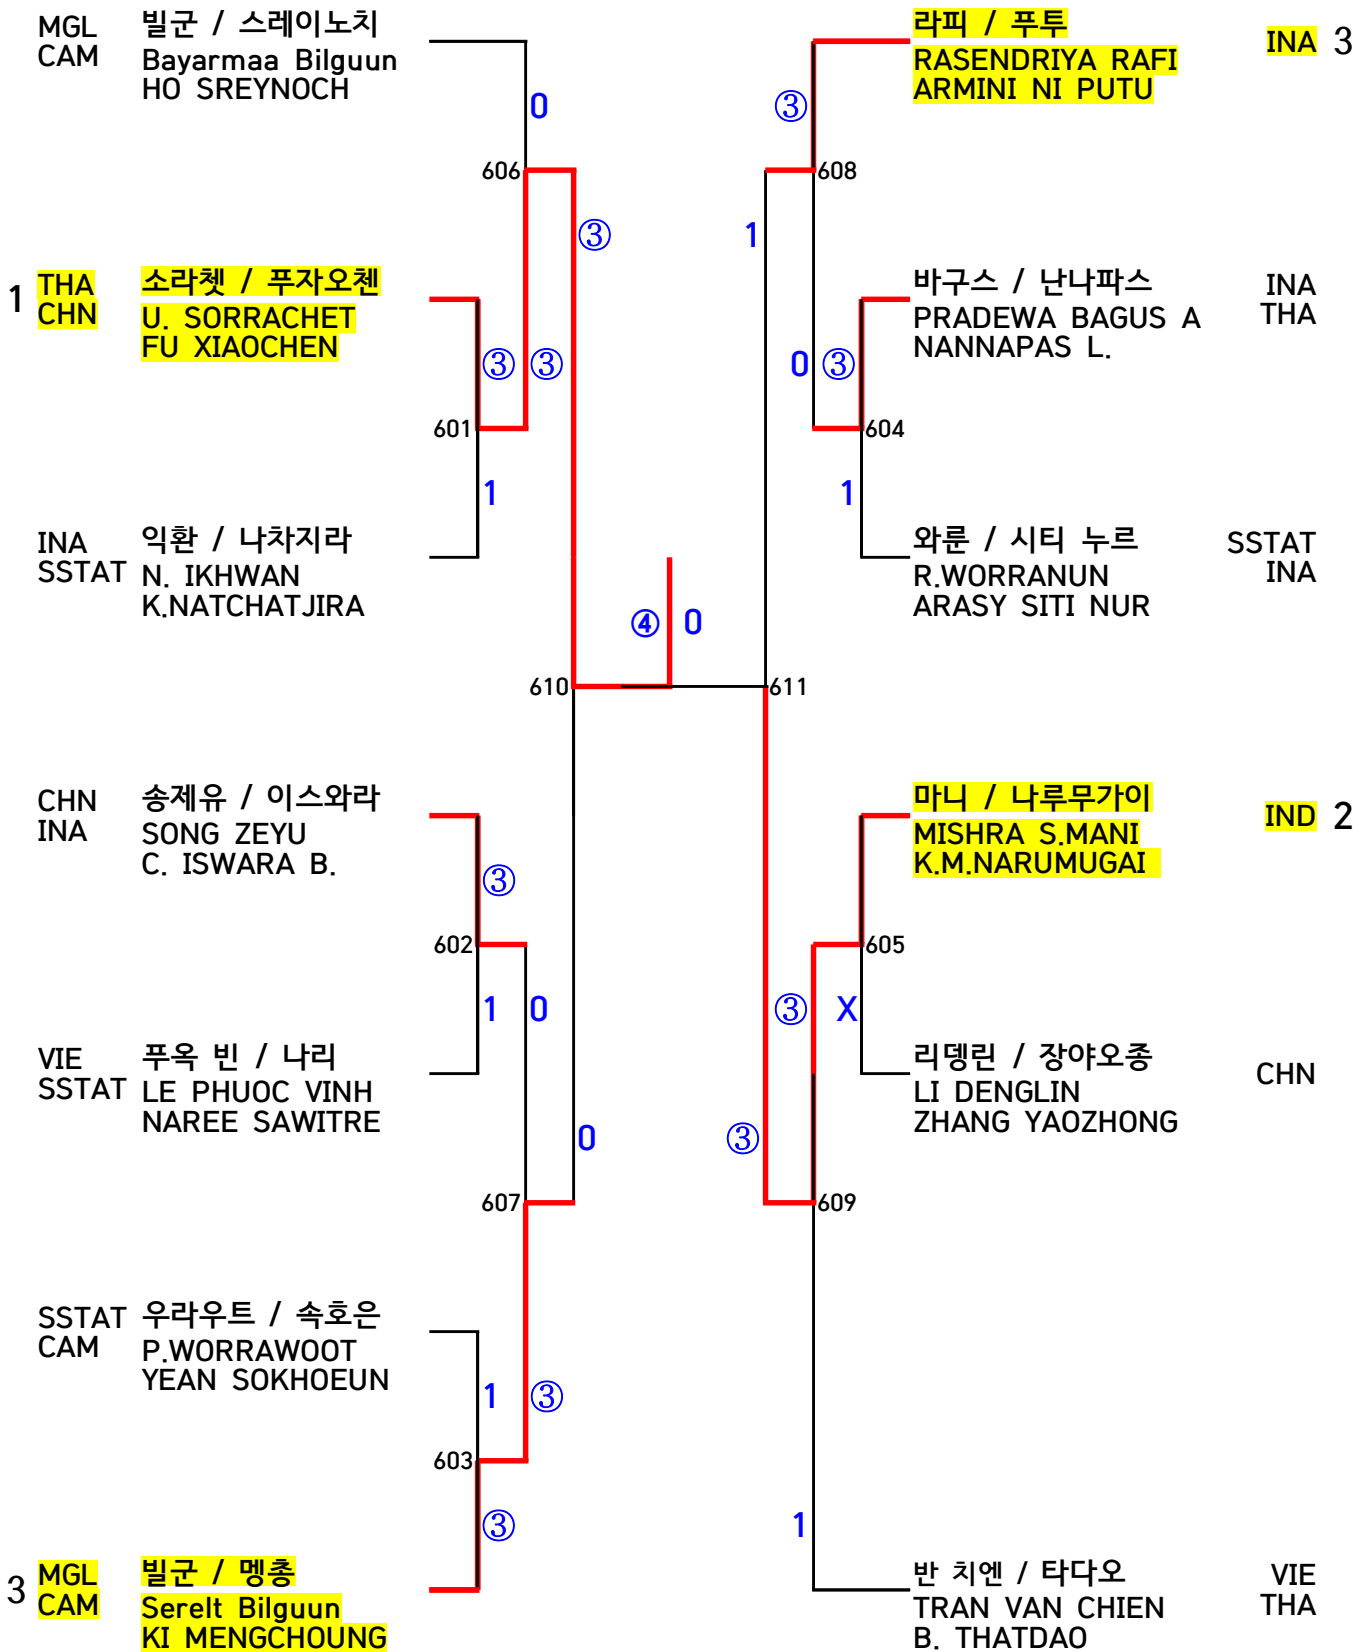 MGL
CAM
빌군 / 스레이노치
Bayarmaa Bilguun
HO SREYNOCH
0
606
③
1
THA
CHN
소라쳇 / 푸자오첸
U. SORRACHET
FU XIAOCHEN
③
③
601
1
INA
SSTAT
익환 / 나차지라
N. IKHWAN
K.NATCHATJIRA
④ 0
610
CHN
INA
송제유 / 이스와라
SONG ZEYU
C. ISWARA B.
③
602
1
0
VIE
SSTAT
푸옥 빈 / 나리
LE PHUOC VINH
NAREE SAWITRE
0
607
SSTAT
CAM
우라우트 / 속호은
P.WORRAWOOT
YEAN SOKHOEUN
1
③
603
③
3
MGL
CAM
빌군 / 멩총
Serelt Bilguun
KI MENGCHOUNG
라피 / 푸투
RASENDRIYA RAFI
ARMINI NI PUTU
INA 3
③
608
1
바구스 / 난나파스
PRADEWA BAGUS A
NANNAPAS L.
INA
THA
0
③
604
1
와룬 / 시티 누르
R.WORRANUN
ARASY SITI NUR
SSTAT
INA
611
마니 / 나루무가이
MISHRA S.MANI
K.M.NARUMUGAI
IND 2
605
③
X
리뎅린 / 장야오종
LI DENGLIN
ZHANG YAOZHONG
CHN
③
609
1
반 치엔 / 타다오
TRAN VAN CHIEN
B. THATDAO
VIE
THA